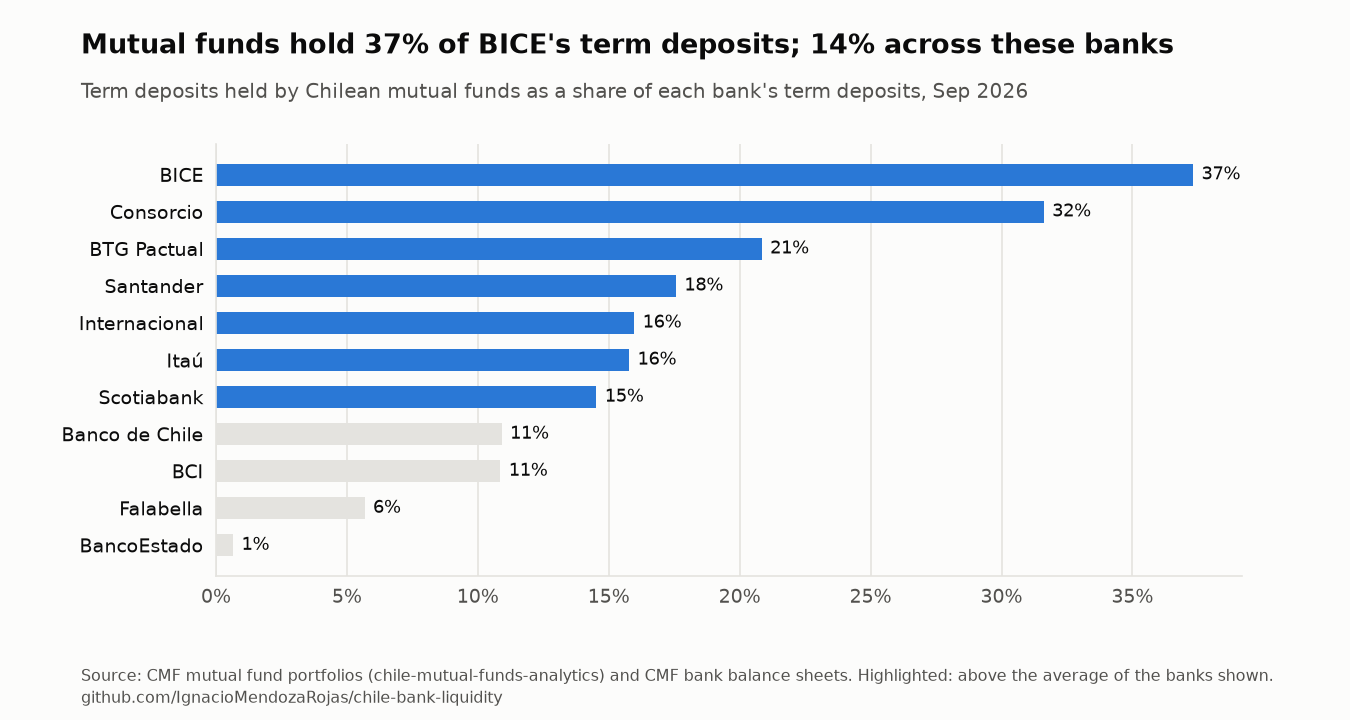 Mutual funds hold 37% of BICE's term deposits; 14% across these banks
Term deposits held by Chilean mutual funds as a share of each bank's term deposits, Sep 2026
BICE 37%
Consorcio 32%
BTG Pactual 21%
Santander 18%
Internacional 16%
Itaú 16%
Scotiabank 15%
Banco de Chile 11%
BCI 11%
Falabella 6%
BancoEstado 1%
0% 5% 10% 15% 20% 25% 30% 35%
Source: CMF mutual fund portfolios (chile-mutual-funds-analytics) and CMF bank balance sheets. Highlighted: above the average of the banks shown.
github.com/IgnacioMendozaRojas/chile-bank-liquidity